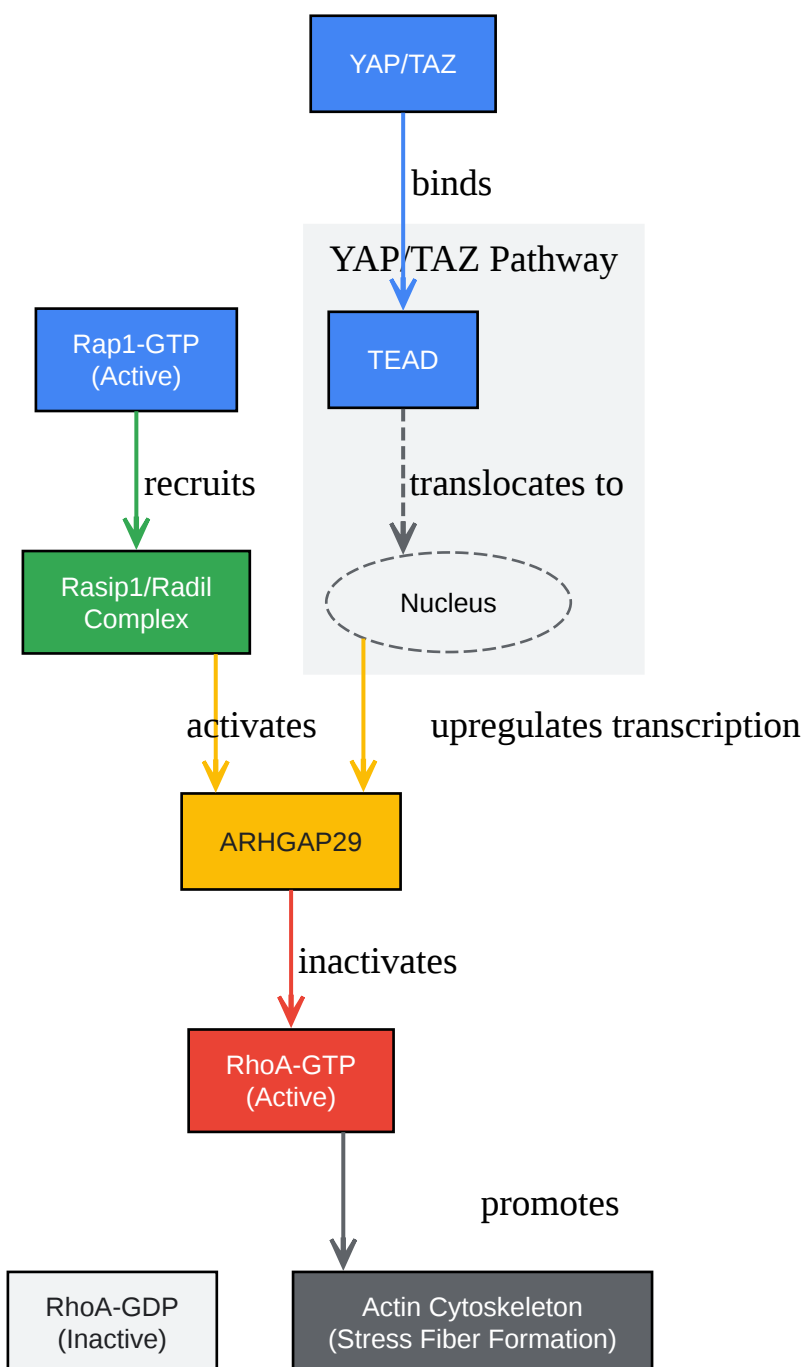 YAP/TAZ
binds
YAP/TAZ Pathway
Rap1-GTP
(Active)
TEAD
recruits
translocates to
Rasip1/Radil
Complex
Nucleus
activates
upregulates transcription
ARHGAP29
inactivates
RhoA-GTP
(Active)
promotes
RhoA-GDP
(Inactive)
Actin Cytoskeleton
(Stress Fiber Formation)